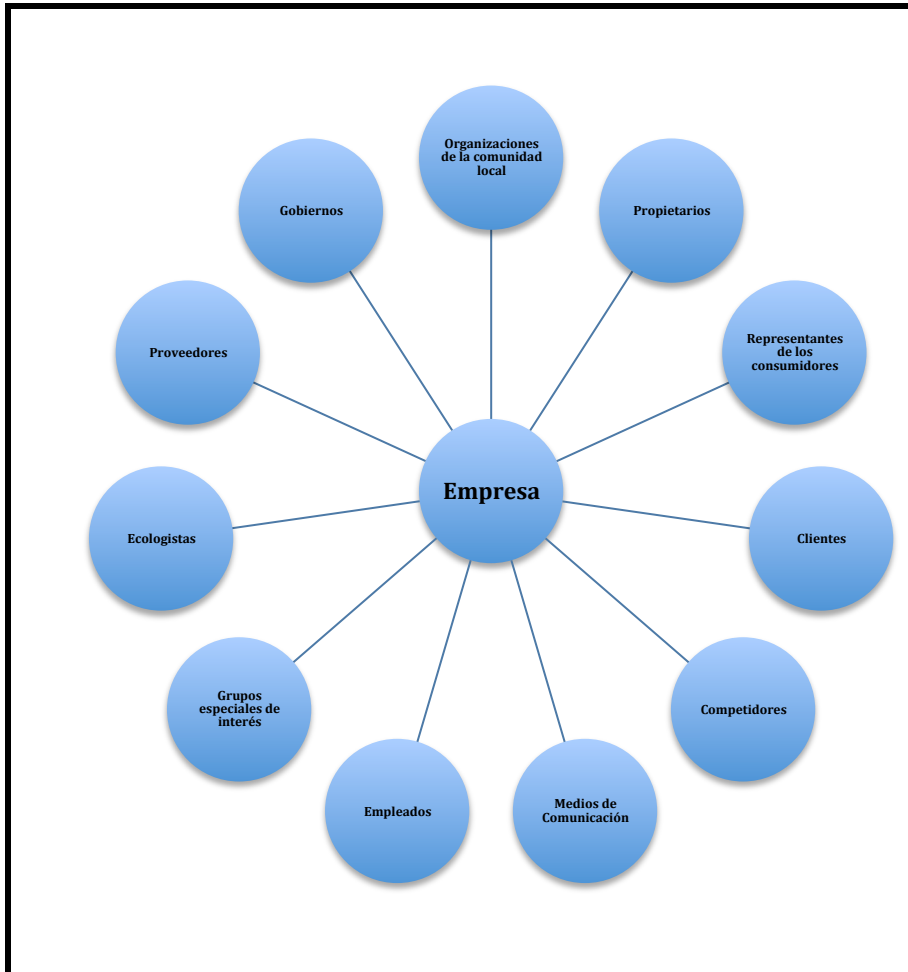 Organizaciones
de la comunidad
local
Gobiernos
Propietarios
Proveedores
Representantes
de los
consumidores
Empresa
Ecologistas
Clientes
Grupos
especiales de
interés
Competidores
Empleados
Medios de
Comunicación